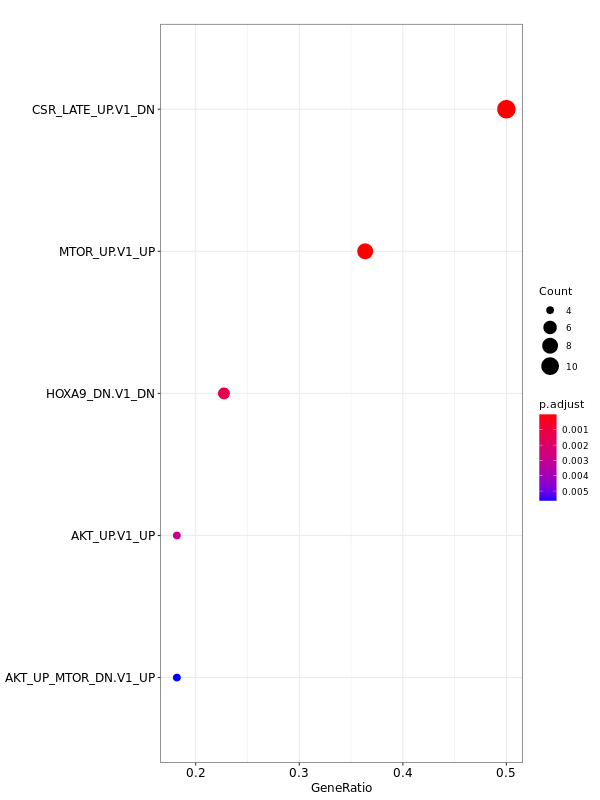 CSR_LATE_UP.V1_DN
MTOR_UP.V1_UP
HOXA9_DN.V1_DN
AKT_UP.V1_UP
AKT_UP_MTOR_DN.V1_UP
0.2 0.3 0.4 0.5
GeneRatio
Count
4
6
8
10
p.adjust
0.001
0.002
0.003
0.004
0.005